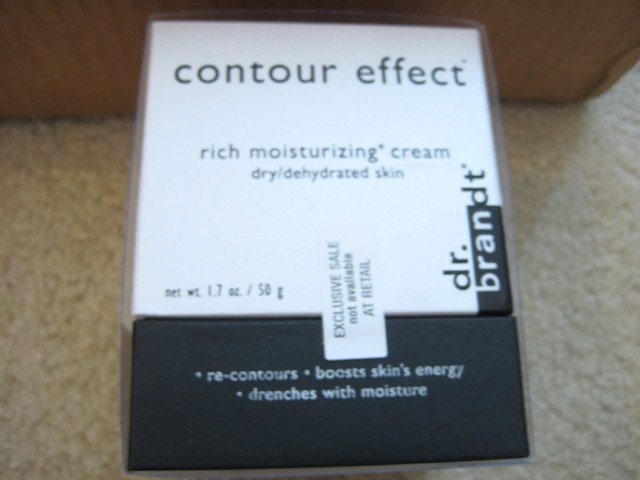 contour effect®
rich moisturizing* cream
dry/dehydrated skin
dr.
brandt®
net wt. 1.7 oz. / 50 g
EXCLUSIVE SALE
not available
AT RETAIL
• re-contours • boosts skin's energy
• drenches with moisture